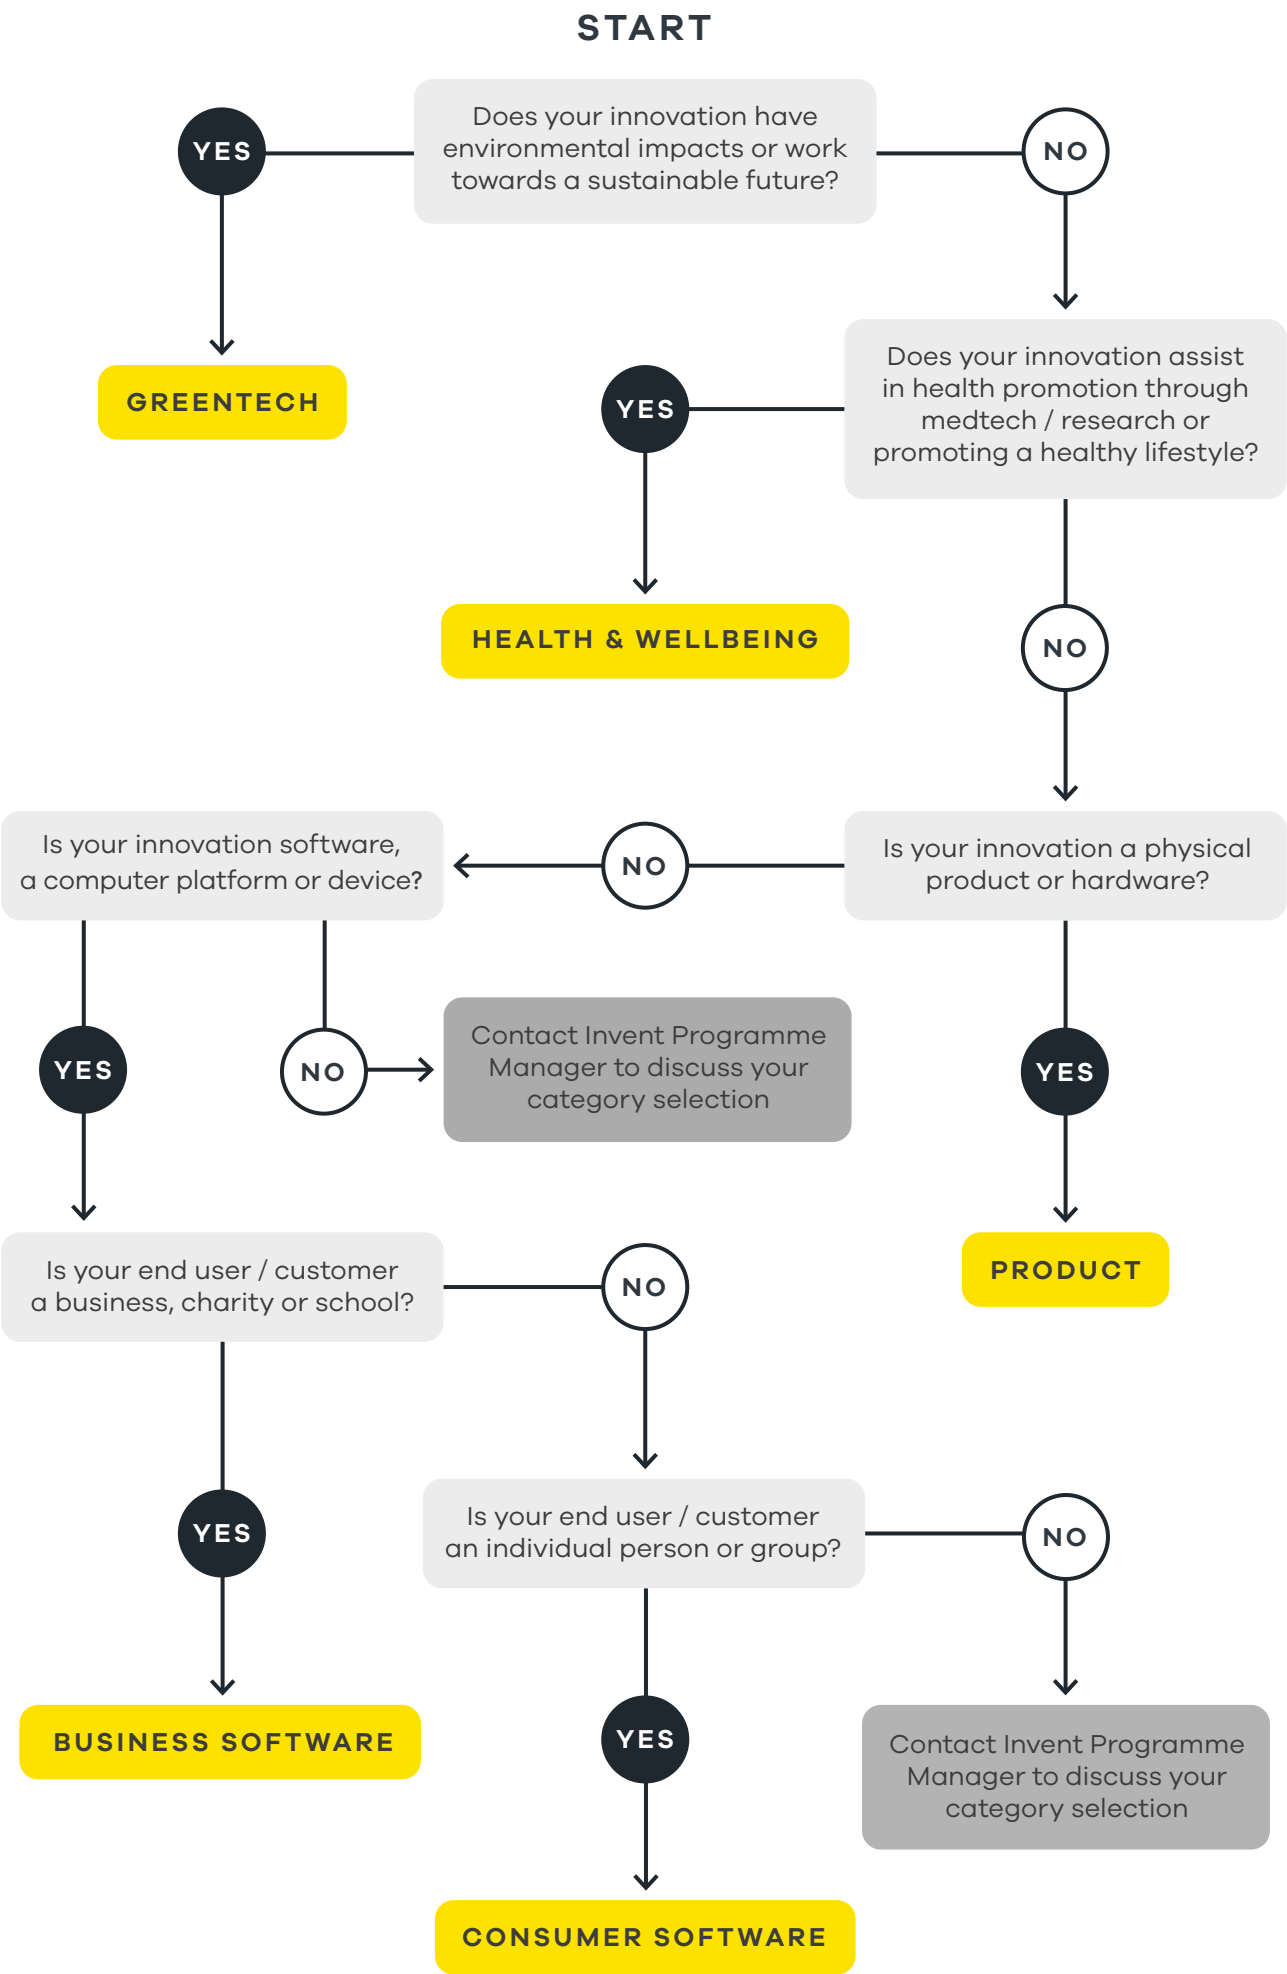 START
Does your innovation have
environmental impacts or work
towards a sustainable future?
YES
NO
GREENTECH
Does your innovation assist
in health promotion through
medtech / research or
promoting a healthy lifestyle?
YES
HEALTH & WELLBEING
NO
Is your innovation a physical
product or hardware?
NO
Is your innovation software,
a computer platform or device?
YES
NO
Contact Invent Programme
Manager to discuss your
category selection
YES
PRODUCT
Is your end user / customer
a business, charity or school?
NO
YES
BUSINESS SOFTWARE
Is your end user / customer
an individual person or group?
NO
YES
Contact Invent Programme
Manager to discuss your
category selection
CONSUMER SOFTWARE